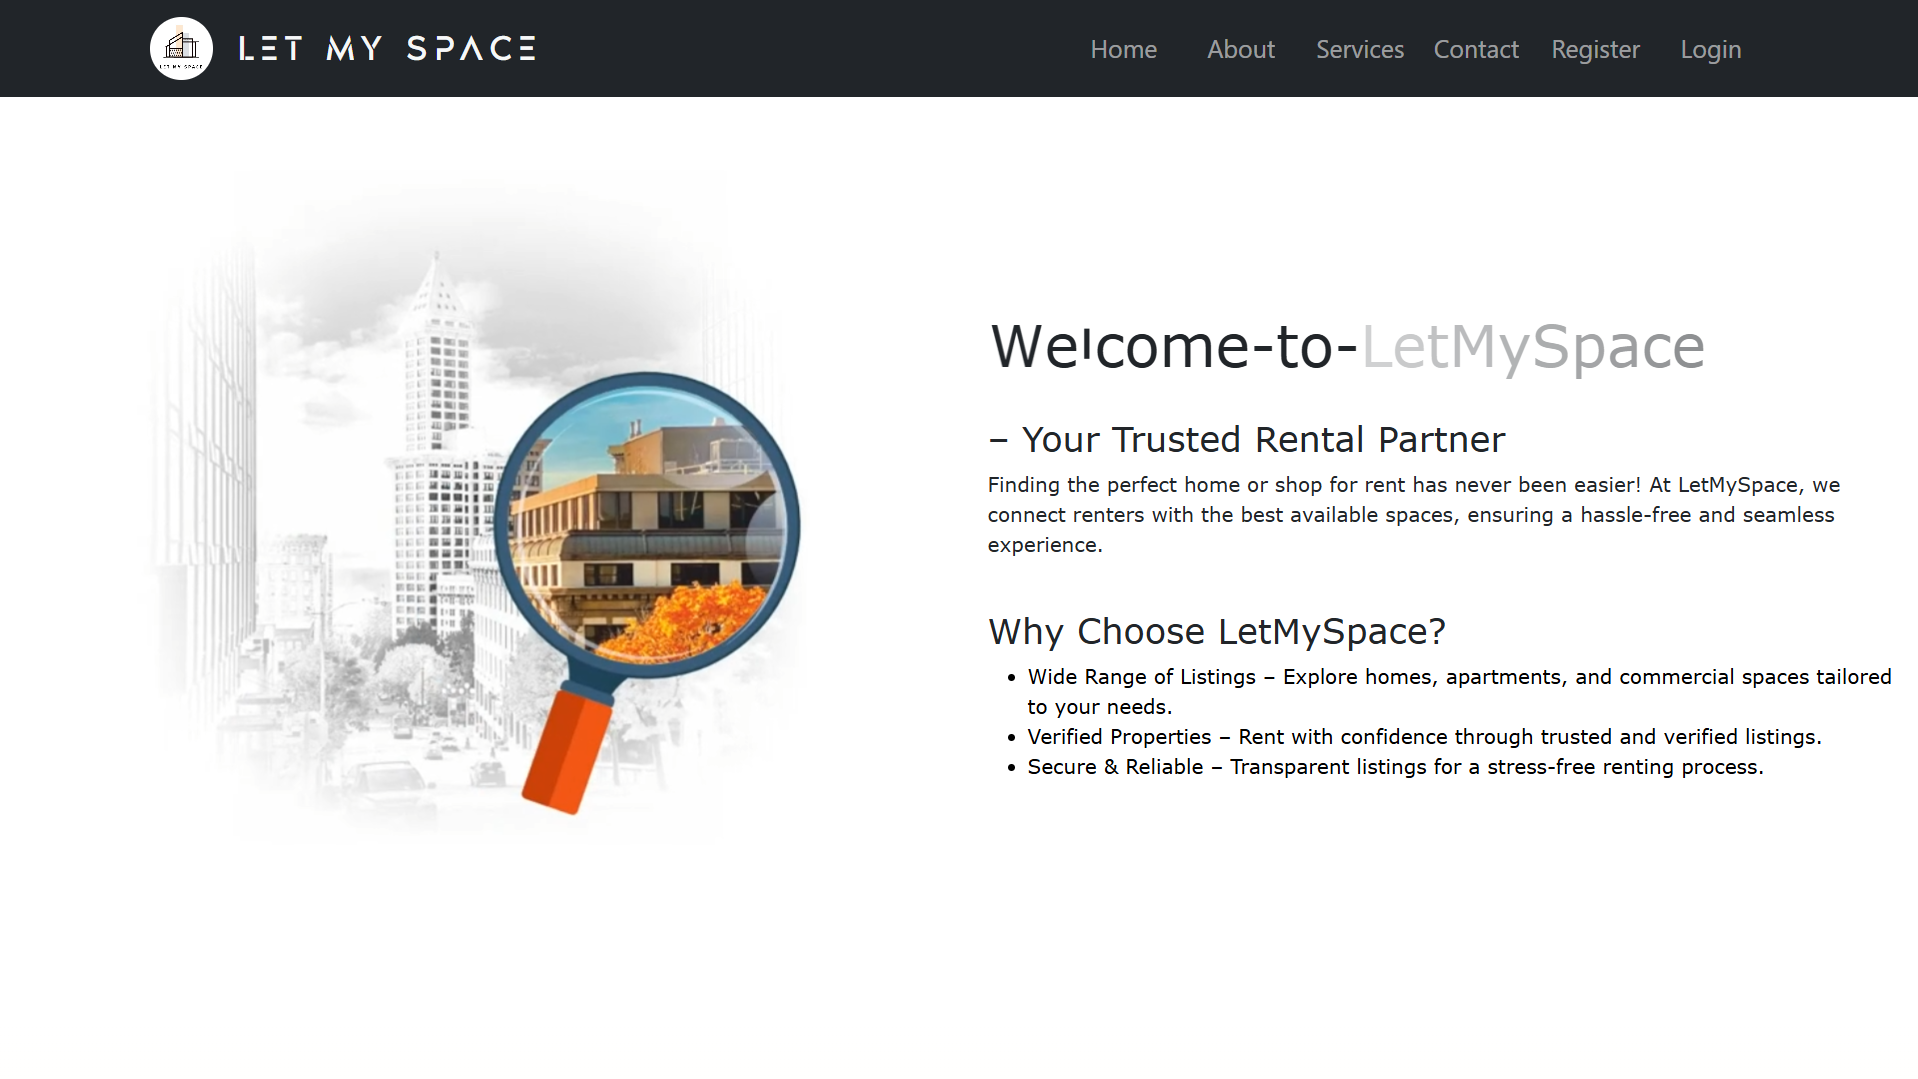 LET MY SPACE
LET MY SPACE
Home About Services Contact Register Login
Welcome-to-LetMySpace
– Your Trusted Rental Partner
Finding the perfect home or shop for rent has never been easier! At LetMySpace, we
connect renters with the best available spaces, ensuring a hassle-free and seamless
experience.
Why Choose LetMySpace?
• Wide Range of Listings – Explore homes, apartments, and commercial spaces tailored
to your needs.
• Verified Properties – Rent with confidence through trusted and verified listings.
• Secure & Reliable – Transparent listings for a stress-free renting process.